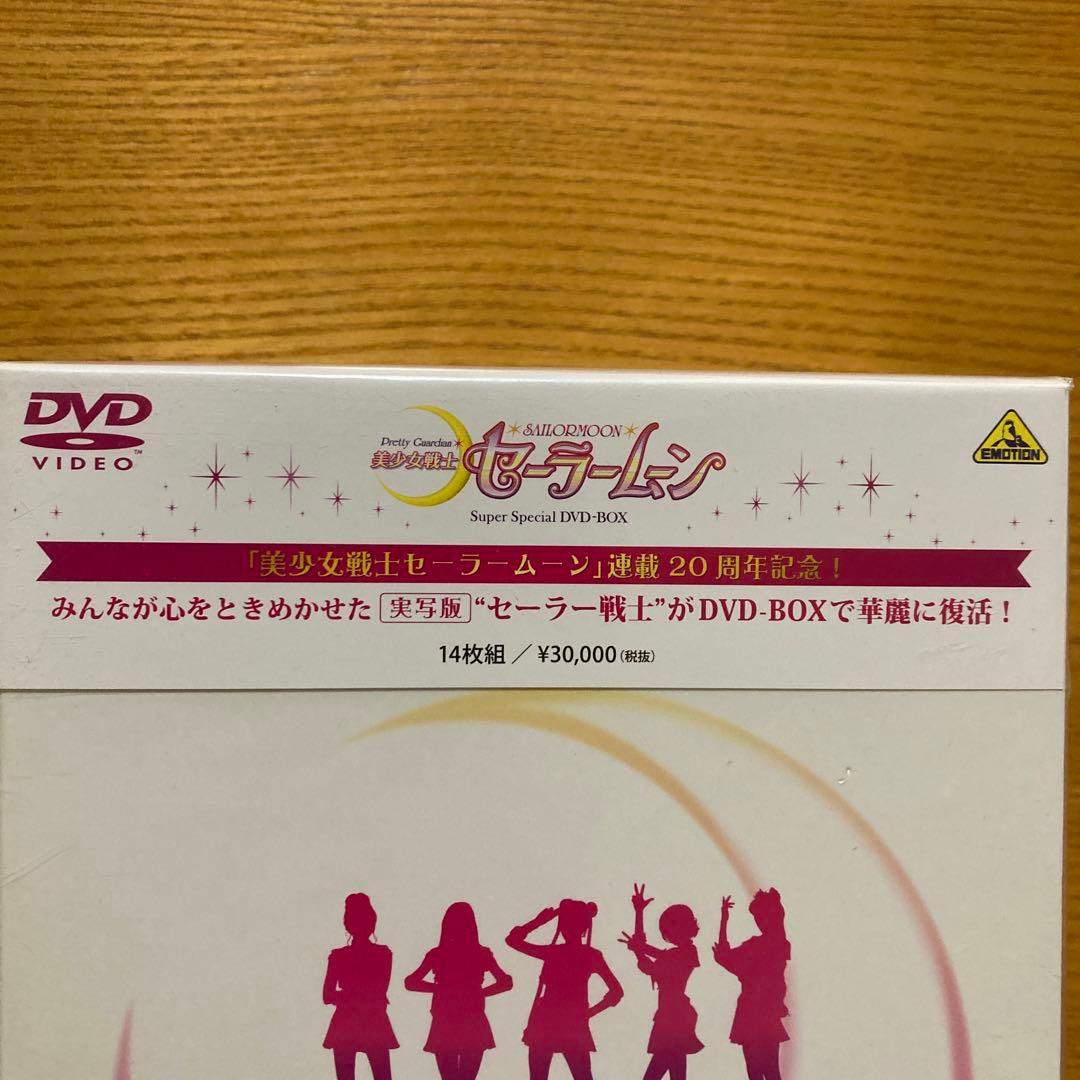 DVD
VIDEO™
Pretty Guardian
美少女戦士
SAILORMOON
セーラームーン
Super Special DVD-BOX
EMOTION
「美少女戦士セーラームーン」連載20周年記念!
みんなが心をときめかせた 実写版 “セーラー戦士”がDVD-BOXで華麗に復活!
14枚組／¥30,000(税抜)